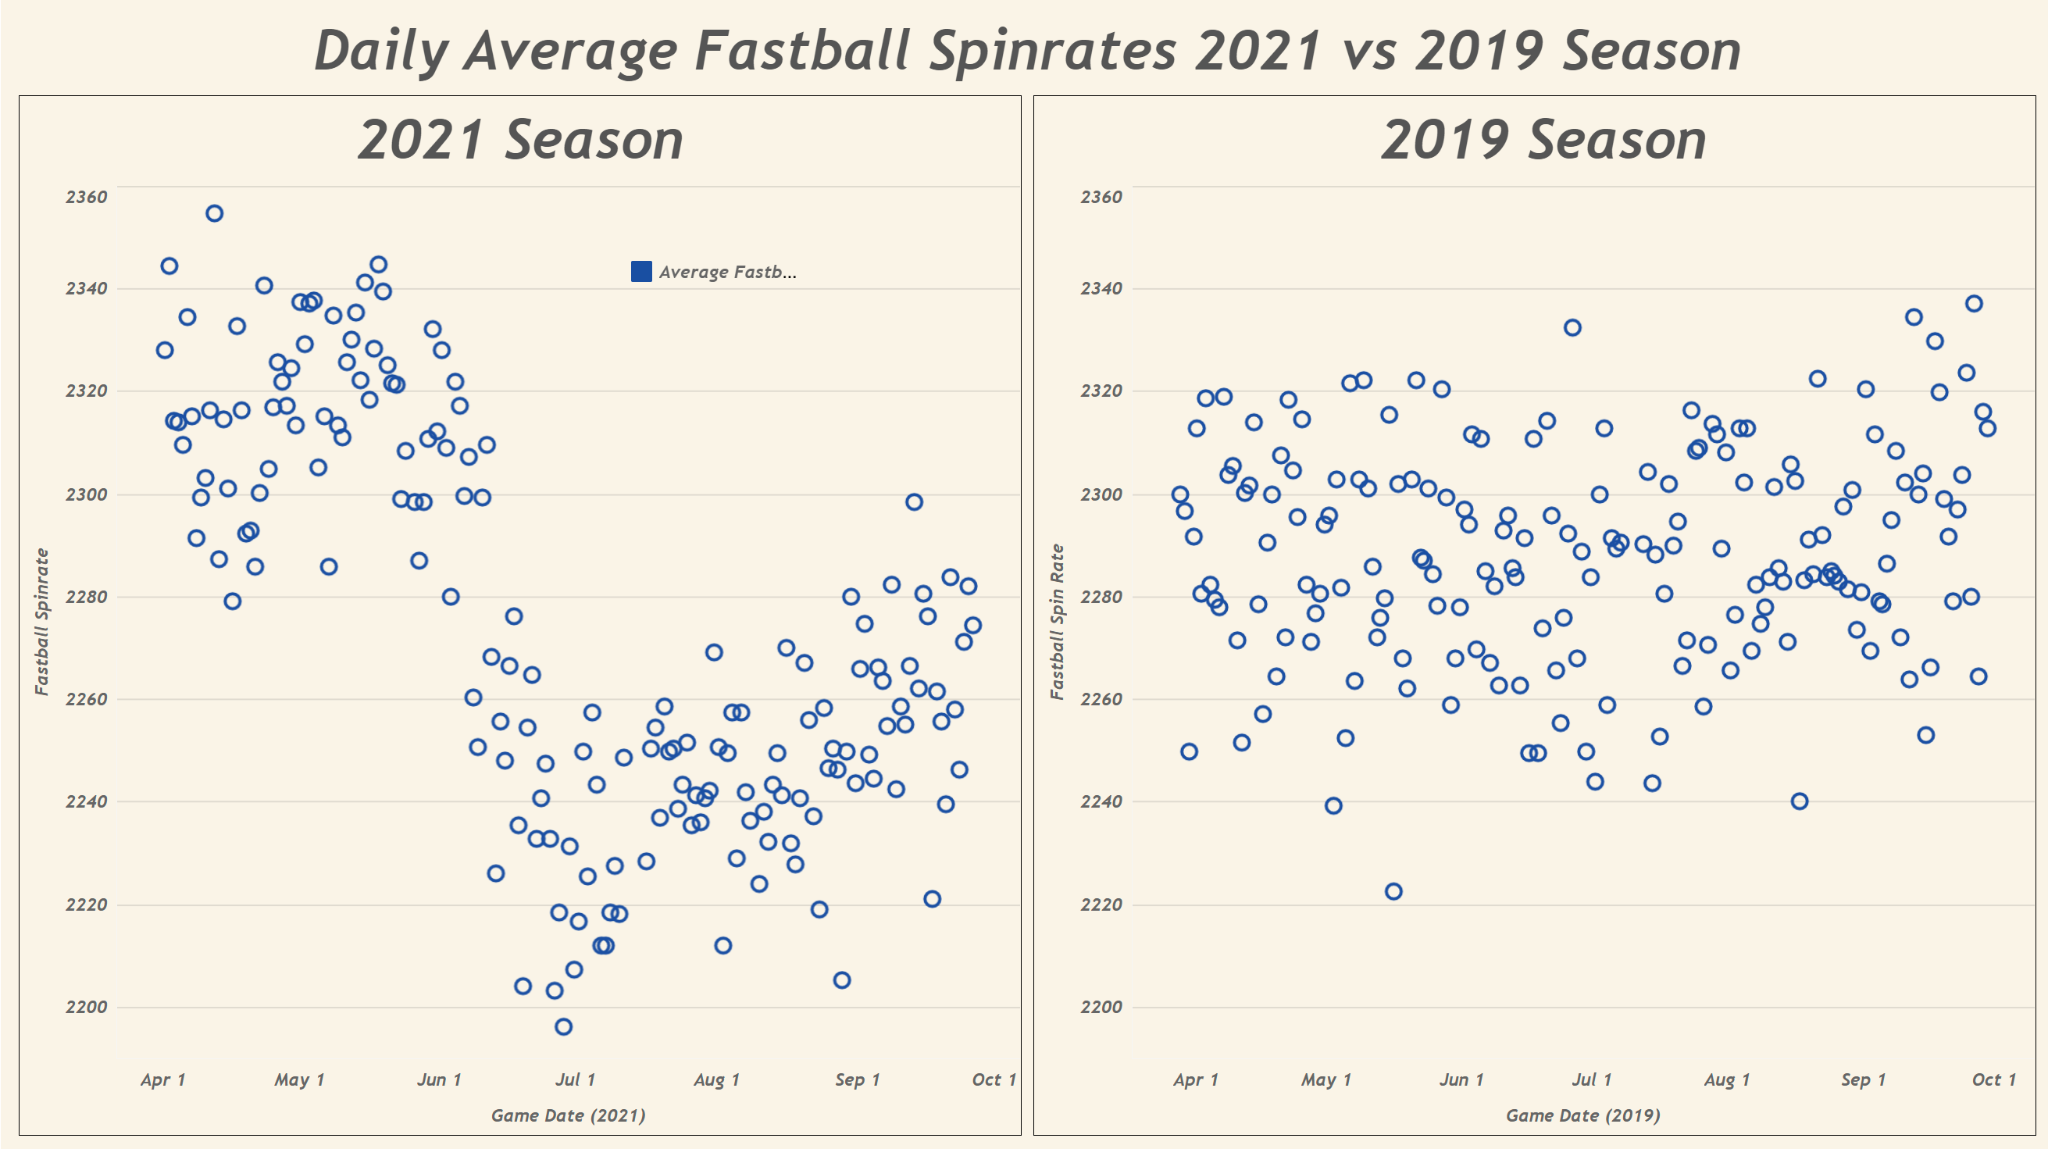 Daily Average Fastball Spinrates 2021 vs 2019 Season
2021 Season
2360
2340
2320
2300
2280
2260
2240
2220
2200
Fastball Spinrate
Average Fastb...
Apr 1 May 1 Jun 1 Jul 1 Aug 1 Sep 1 Oct 1
Game Date (2021)
2019 Season
2360
2340
2320
2300
2280
2260
2240
2220
2200
Fastball Spin Rate
Apr 1 May 1 Jun 1 Jul 1 Aug 1 Sep 1 Oct 1
Game Date (2019)